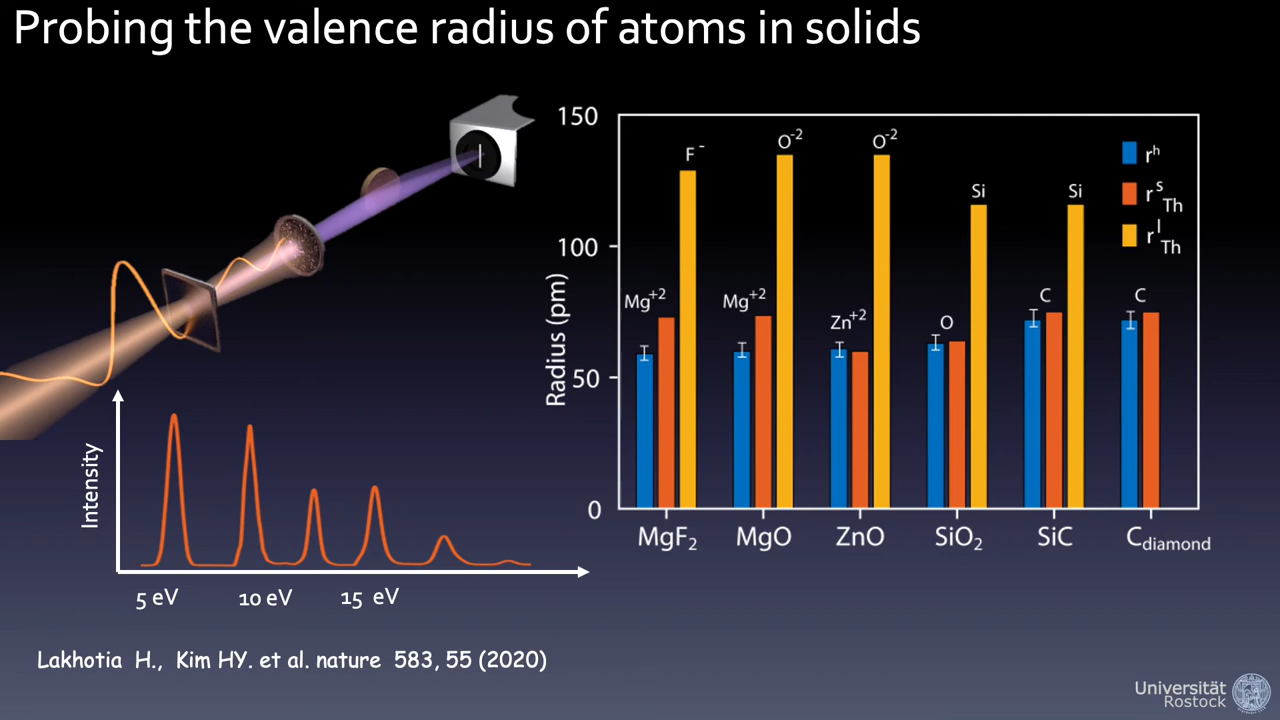 Probing the valence radius of atoms in solids
150
100
50
0
Radius (pm)
F -
O-2
O-2
Si
Si
Mg+2
Mg+2
Zn+2
O
C
C
rh
rsTh
rlTh
MgF2
MgO
ZnO
SiO2
SiC
Cdiamond
Intensity
5 eV
10 eV
15 eV
Lakhotia H., Kim HY. et al. nature 583, 55 (2020)
Universität
Rostock